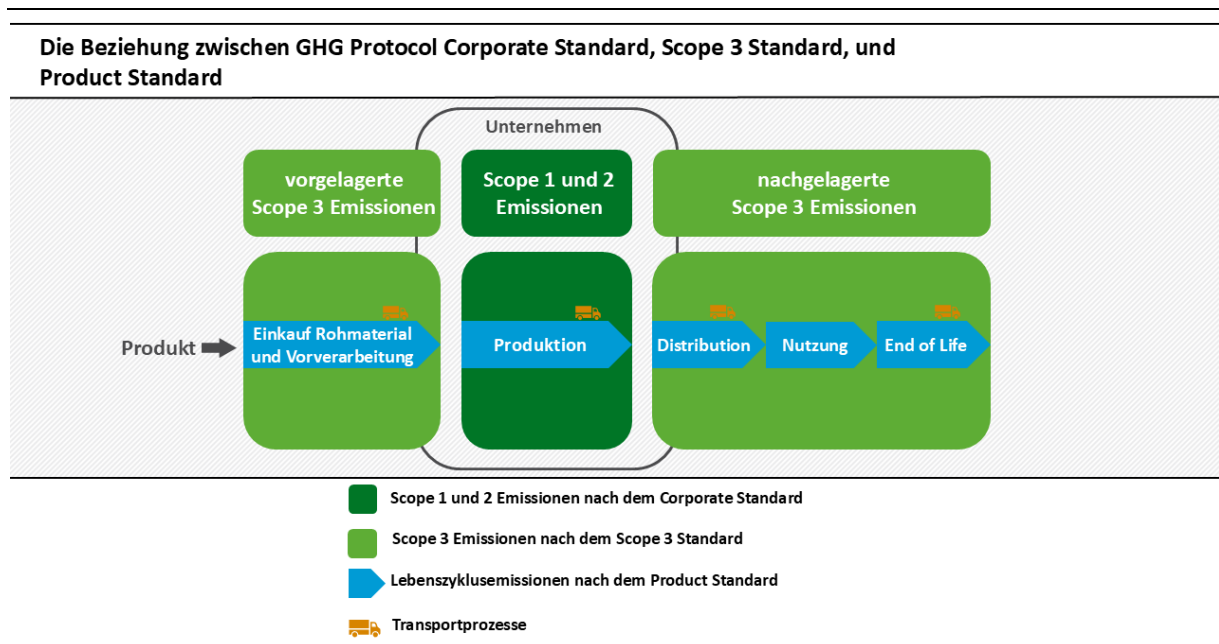 Die Beziehung zwischen GHG Protocol Corporate Standard, Scope 3 Standard, und
Product Standard
Unternehmen
vorgelagerte
Scope 3 Emissionen
Scope 1 und 2
Emissionen
nachgelagerte
Scope 3 Emissionen
Produkt
Einkauf Rohmaterial
und Vorverarbeitung
Produktion
Distribution
Nutzung
End of Life
Scope 1 und 2 Emissionen nach dem Corporate Standard
Scope 3 Emissionen nach dem Scope 3 Standard
Lebenszyklusemissionen nach dem Product Standard
Transportprozesse